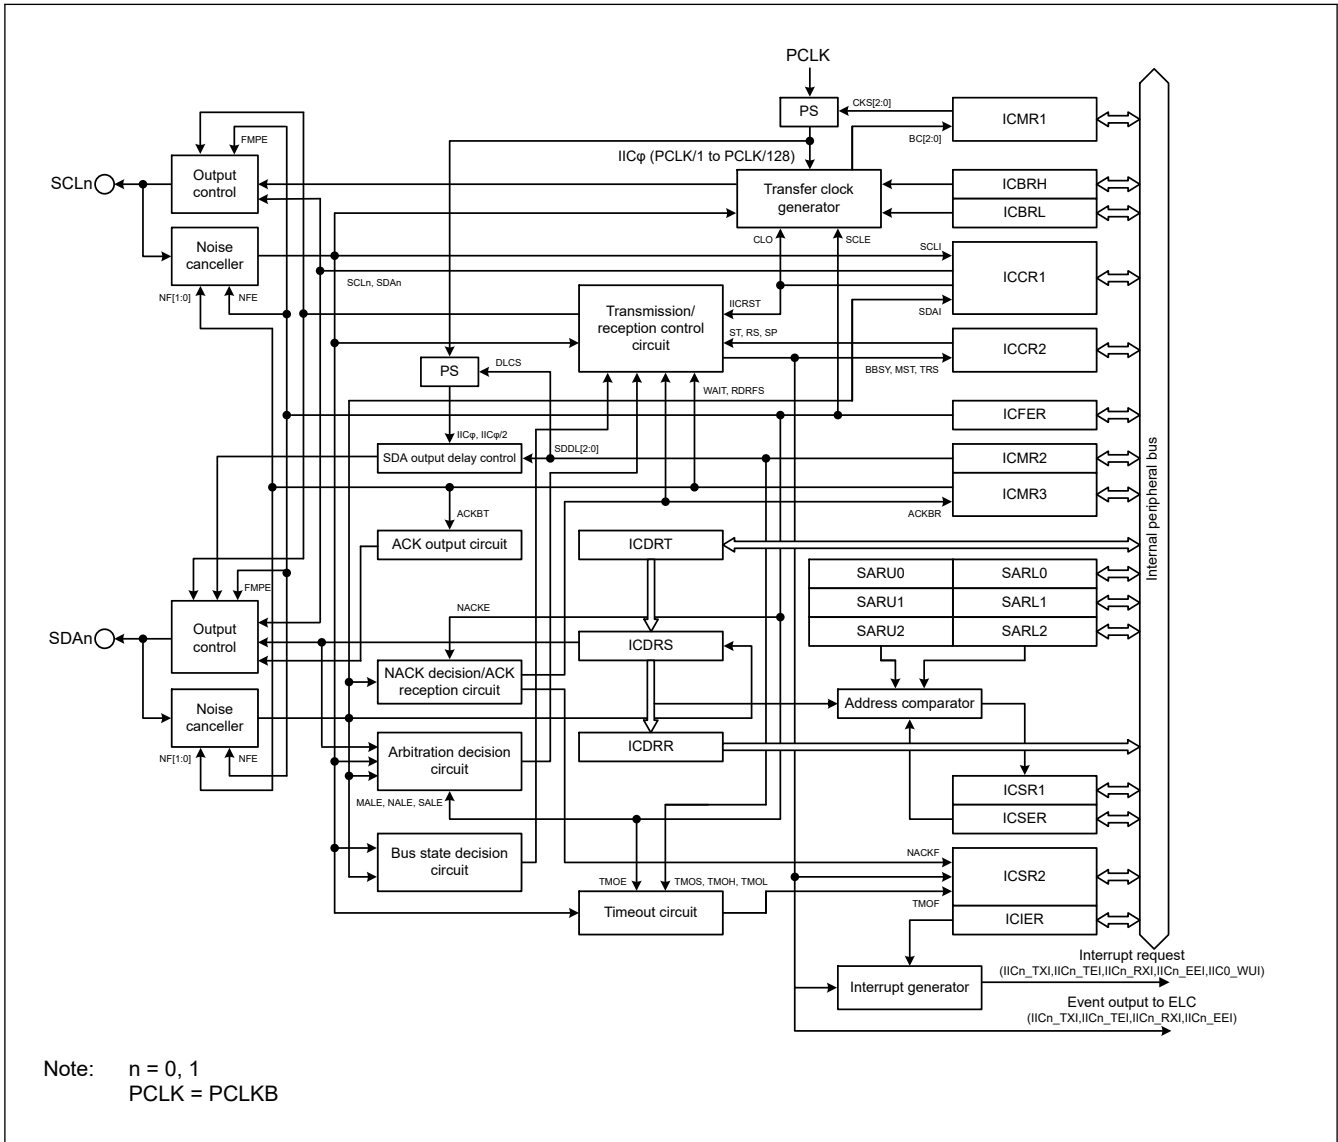 PCLK
PS
CKS[2:0]
ICMR1
BC[2:0]
FMPE
IICφ (PCLK/1 to PCLK/128)
SCLn
Output
control
Transfer clock
generator
ICBRH
ICBRL
Noise
canceller
CLO
SCLE
SCLI
ICCR1
SCLn, SDAn
NF[1:0]
NFE
Transmission/
reception control
circuit
IICRST
SDAI
ST, RS, SP
ICCR2
PS
DLCS
BBSY, MST, TRS
WAIT, RDRFS
ICFER
IICφ, IICφ/2
SDA output delay control
SDDL[2:0]
ICMR2
ICMR3
ACKBT
ACKBR
ACK output circuit
ICDRT
Internal peripheral bus
SARU0
SARL0
FMPE
NACKE
SARU1
SARL1
SDAn
Output
control
ICDRS
SARU2
SARL2
NACK decision/ACK
reception circuit
Noise
canceller
Address comparator
NF[1:0]
NFE
Arbitration decision
circuit
ICDRR
MALE, NALE, SALE
ICSR1
ICSER
Bus state decision
circuit
NACKF
ICSR2
TMOE
TMOS, TMOH, TMOL
TMOF
Timeout circuit
ICIER
Interrupt generator
Interrupt request
(IICn_TXI,IICn_TEI,IICn_RXI,IICn_EEI,IIC0_WUI)
Event output to ELC
(IICn_TXI,IICn_TEI,IICn_RXI,IICn_EEI)
Note: n = 0, 1
PCLK = PCLKB